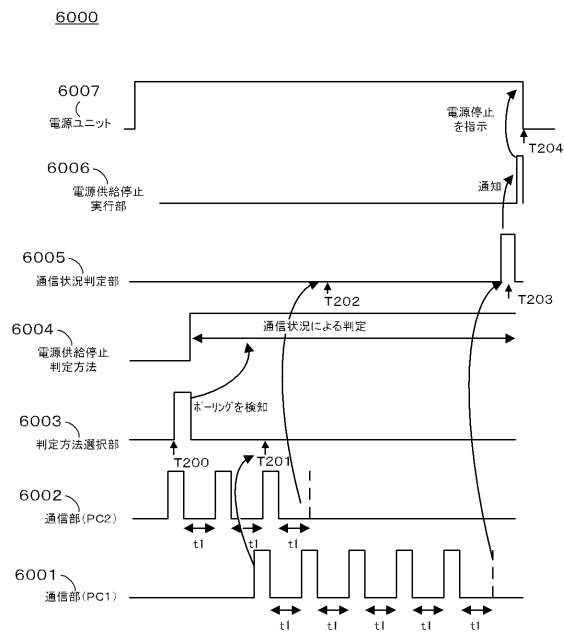 6000
6007
電源ユニット
電源停止
を指示
T204
6006
電源供給停止
実行部
通知
6005
通信状況判定部
T202
T203
6004
電源供給停止
判定方法
通信状況による判定
6003
判定方法選択部
ポーリングを検知
T200
T201
6002
通信部(PC2)
t1
t1
t1
6001
通信部(PC1)
t1
t1
t1
t1
t1